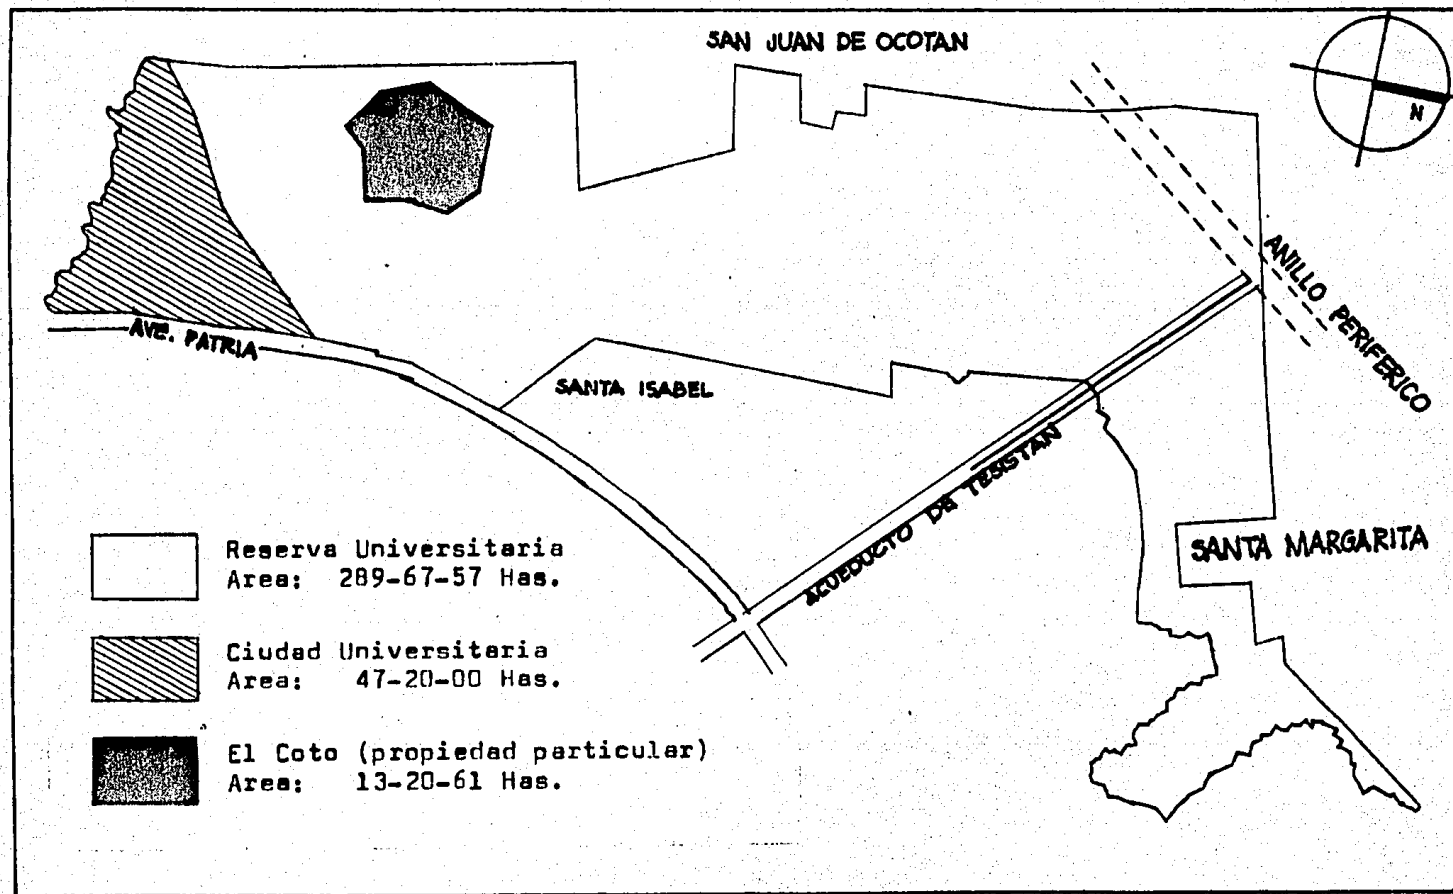 SAN JUAN DE OCOTAN
N
ANILLO PERIFERICO
AVE. PATRIA
SANTA ISABEL
ACUEDUCTO DE TESISTAN
SANTA MARGARITA
Reserva Universitaria
Area: 289-67-57 Has.
Ciudad Universitaria
Area: 47-20-00 Has.
El Coto (propiedad particular)
Area: 13-20-61 Has.